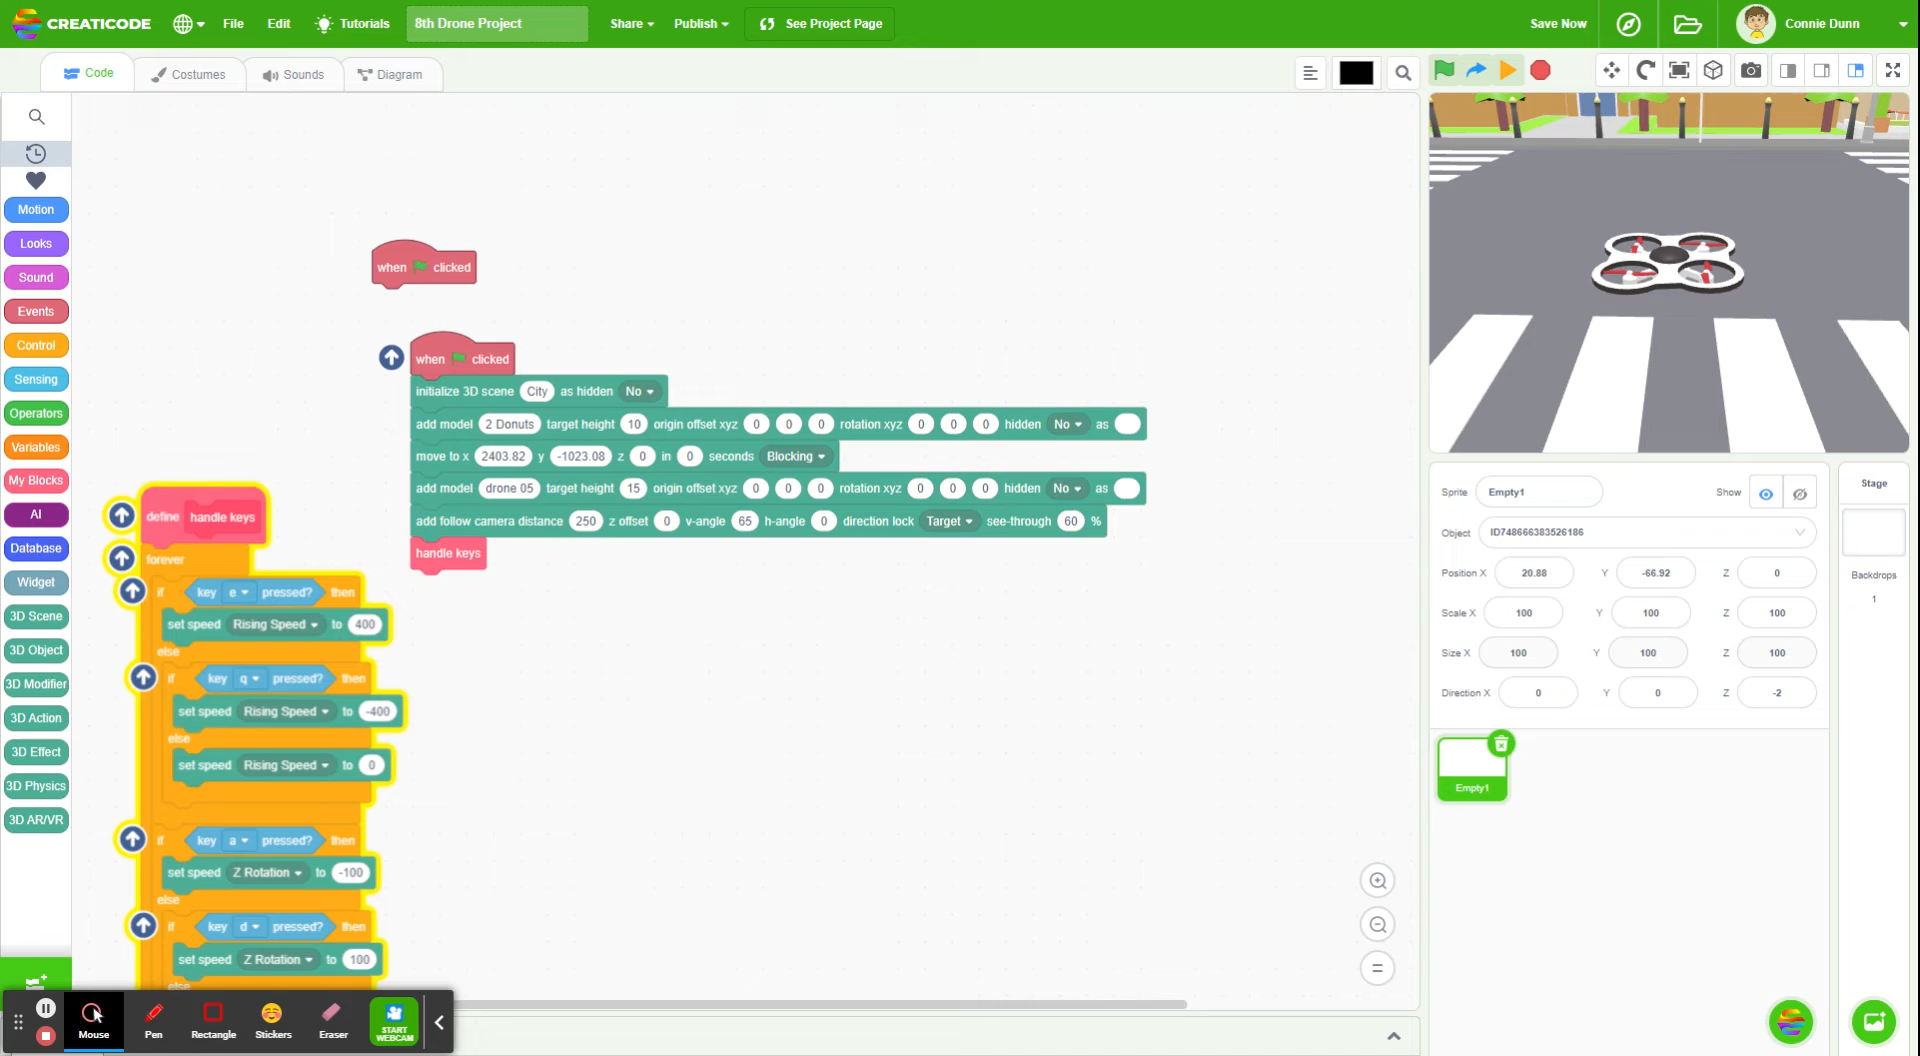 CREATICODE File Edit Tutorials 8th Drone Project Share Publish See Project Page Save Now Connie Dunn
Code Costumes Sounds Diagram
Motion
Looks
Sound
Events
Control
Sensing
Operators
Variables
My Blocks
AI
Database
Widget
3D Scene
3D Object
3D Modifier
3D Action
3D Effect
3D Physics
3D AR/VR
when clicked
when clicked
initialize 3D scene City as hidden No
add model 2 Donuts target height 10 origin offset xyz 0 0 0 rotation xyz 0 0 0 hidden No as
move to x 2403.82 y -1023.08 z 0 in 0 seconds Blocking
add model drone 05 target height 15 origin offset xyz 0 0 0 rotation xyz 0 0 0 hidden No as
add follow camera distance 250 z offset 0 v-angle 65 h-angle 0 direction lock Target see-through 60 %
handle keys
define handle keys
forever
if key e pressed? then
set speed Rising Speed to 400
else
if key q pressed? then
set speed Rising Speed to -400
else
set speed Rising Speed to 0
if key a pressed? then
set speed Z Rotation to -100
else
if key d pressed? then
set speed Z Rotation to 100
else
Sprite Empty1 Show
Object ID748666383526186
Position X 20.88 Y -66.92 Z 0
Scale X 100 Y 100 Z 100
Size X 100 Y 100 Z 100
Direction X 0 Y 0 Z -2
Empty1
Stage
Backdrops
1
Mouse Pen Rectangle Stickers Eraser START WEBCAM